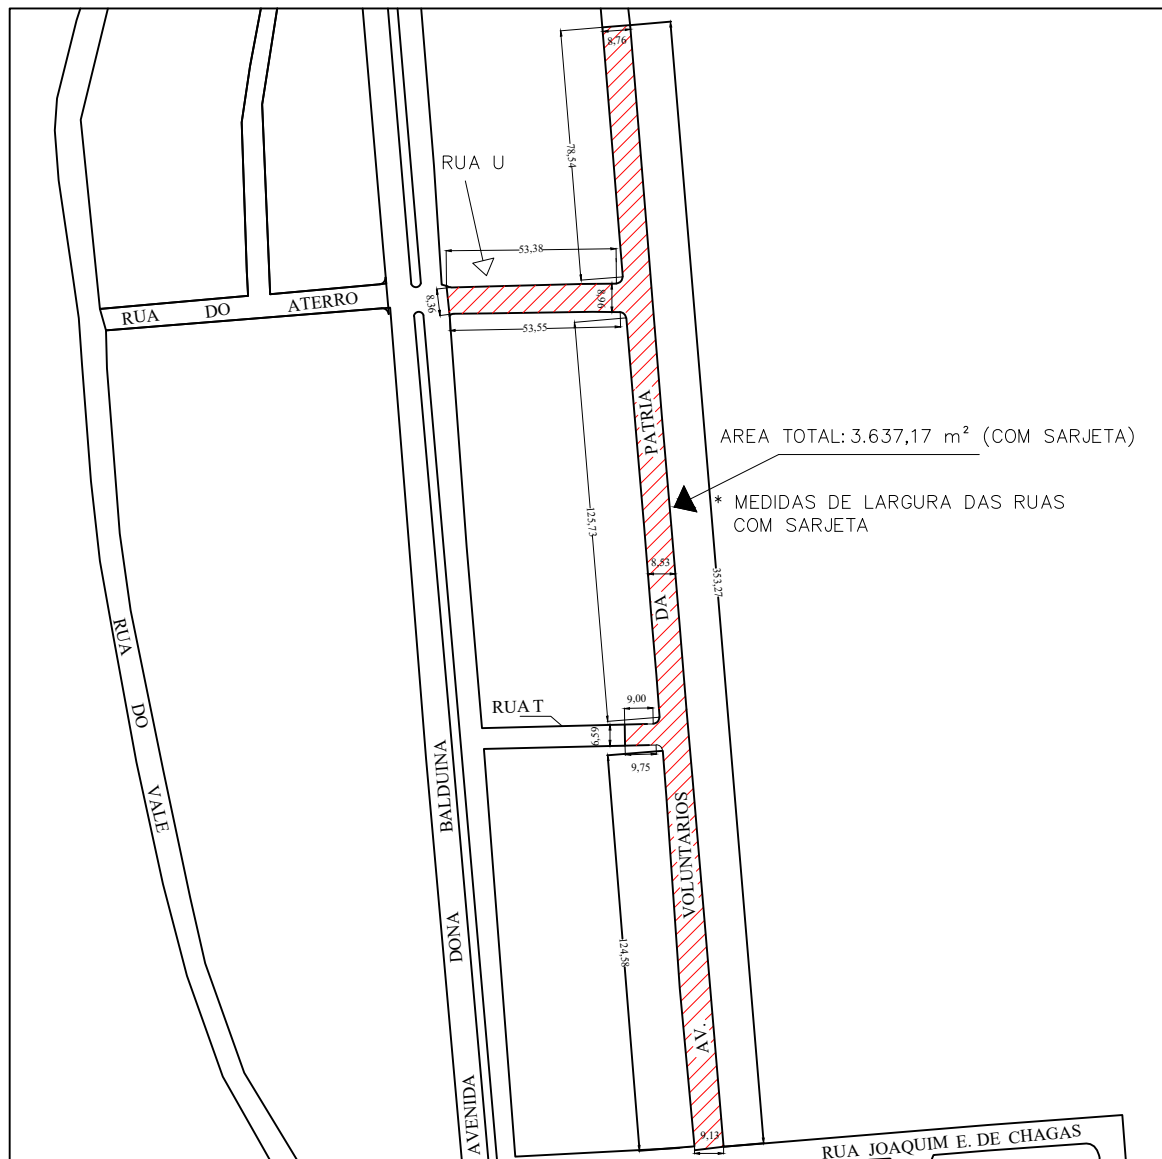 8,76
78,54
RUA U
53,38
8,36
8,96
53,55
RUA DO ATERRO
PATRIA
AREA TOTAL: 3.637,17 m² (COM SARJETA)
* MEDIDAS DE LARGURA DAS RUAS
COM SARJETA
125,73
8,53
353,27
DA
RUA DO VALE
9,00
RUA T
6,59
9,75
BALDUINA
VOLUNTARIOS
DONA
124,58
AV.
AVENIDA
9,13
RUA JOAQUIM E. DE CHAGAS